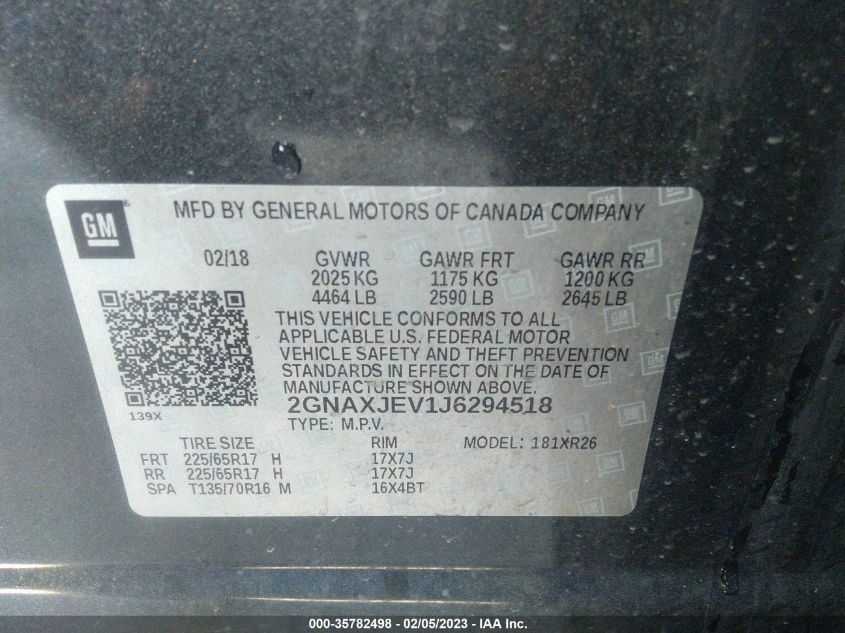 GM
MFD BY GENERAL MOTORS OF CANADA COMPANY
02/18 GVWR GAWR FRT GAWR RR
2025 KG 1175 KG 1200 KG
4464 LB 2590 LB 2645 LB
THIS VEHICLE CONFORMS TO ALL
APPLICABLE U.S. FEDERAL MOTOR
VEHICLE SAFETY AND THEFT PREVENTION
STANDARDS IN EFFECT ON THE DATE OF
MANUFACTURE SHOWN ABOVE.
2GNAXJEV1J6294518
139X
TYPE: M.P.V.
TIRE SIZE RIM MODEL: 181XR26
FRT 225/65R17 H 17X7J
RR 225/65R17 H 17X7J
SPA T135/70R16 M 16X4BT
000-35782498 - 02/05/2023 - IAA Inc.